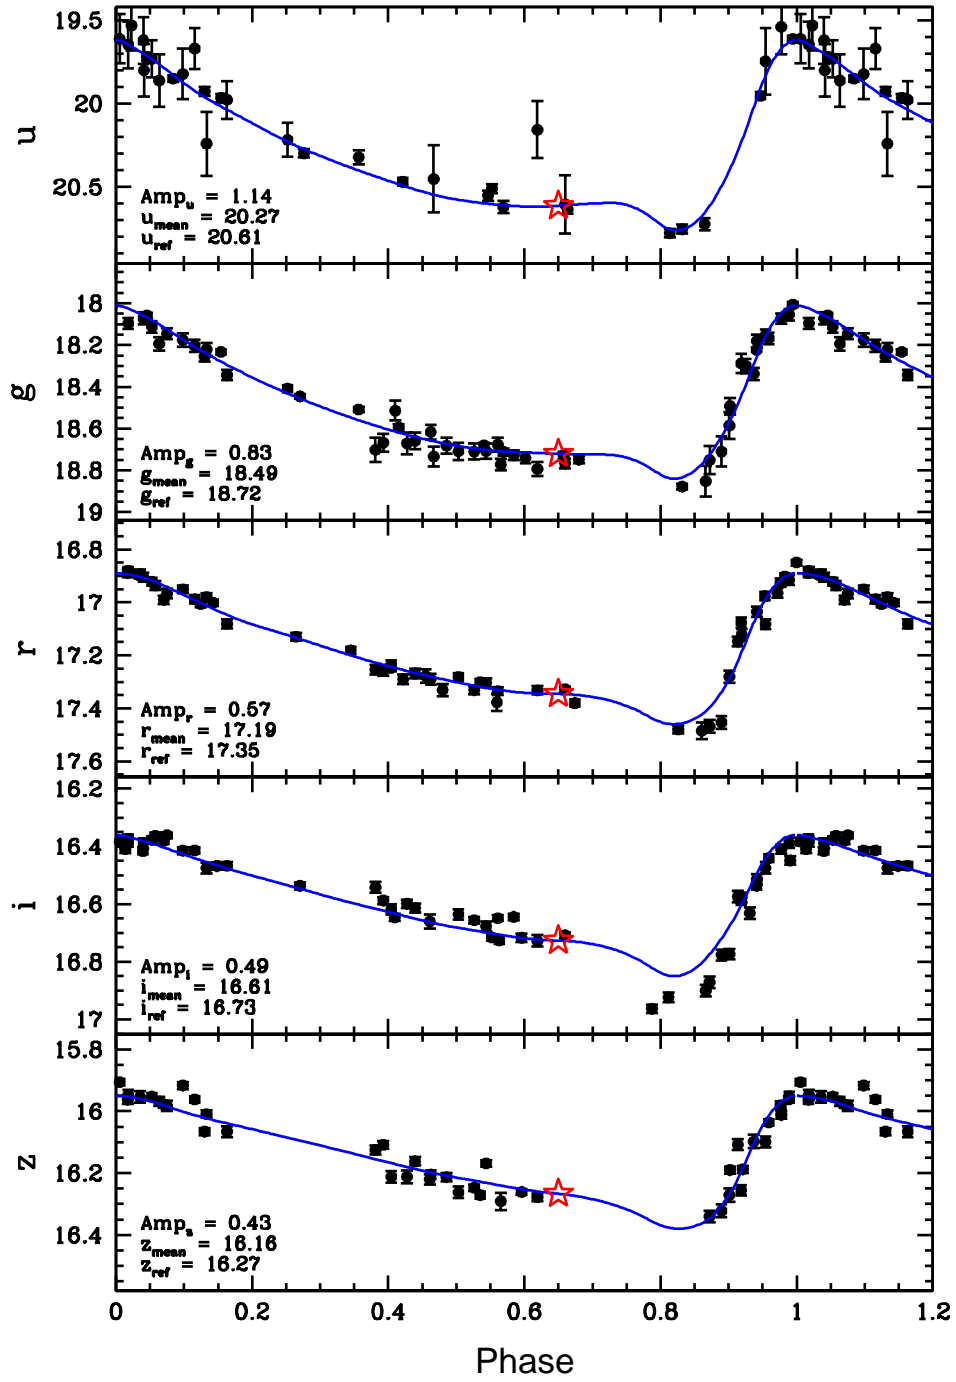 19.5
20
20.5
u
Amp_u = 1.14
u_mean = 20.27
u_ref = 20.61
18
18.2
18.4
18.6
18.8
19
g
Amp_g = 0.83
g_mean = 18.49
g_ref = 18.72
16.8
17
17.2
17.4
17.6
r
Amp_r = 0.57
r_mean = 17.19
r_ref = 17.35
16.2
16.4
16.6
16.8
17
i
Amp_i = 0.49
i_mean = 16.61
i_ref = 16.73
15.8
16
16.2
16.4
z
Amp_z = 0.43
z_mean = 16.16
z_ref = 16.27
0 0.2 0.4 0.6 0.8 1 1.2
Phase